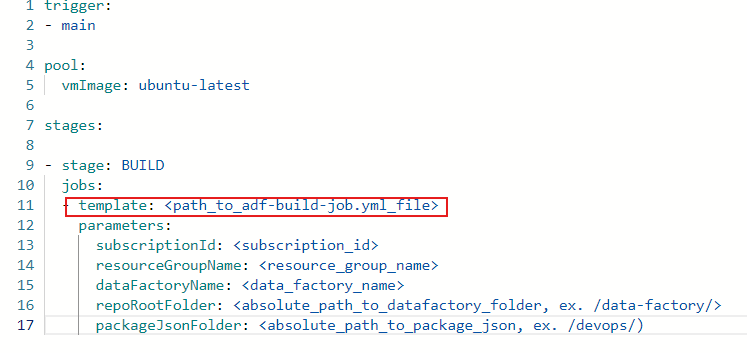 1 trigger:
2 - main
3
4 pool:
5 vmImage: ubuntu-latest
6
7 stages:
8
9 - stage: BUILD
10 jobs:
11 - template: <path_to_adf-build-job.yml_file>
12 parameters:
13 subscriptionId: <subscription_id>
14 resourceGroupName: <resource_group_name>
15 dataFactoryName: <data_factory_name>
16 repoRootFolder: <absolute_path_to_datafactory_folder, ex. /data-factory/>
17 packageJsonFolder: <absolute_path_to_package_json, ex. /devops/)